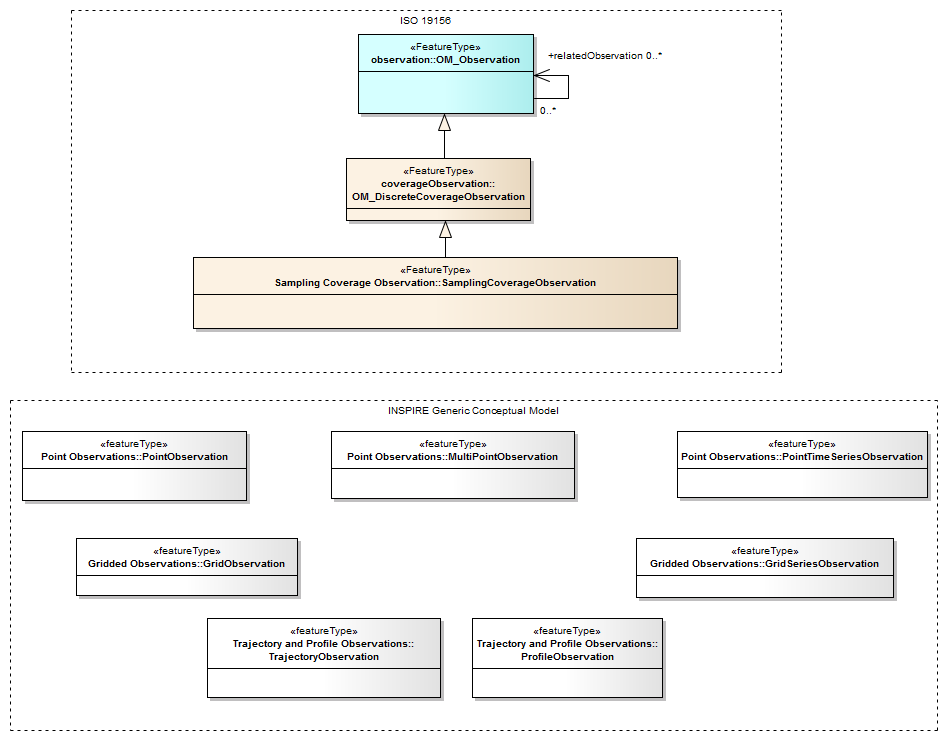 ISO 19156
«FeatureType»
observation::OM_Observation
+relatedObservation 0..*
0..*
«FeatureType»
coverageObservation::
OM_DiscreteCoverageObservation
«FeatureType»
Sampling Coverage Observation::SamplingCoverageObservation
INSPIRE Generic Conceptual Model
«featureType»
Point Observations::PointObservation
«featureType»
Point Observations::MultiPointObservation
«featureType»
Point Observations::PointTimeSeriesObservation
«featureType»
Gridded Observations::GridObservation
«featureType»
Gridded Observations::GridSeriesObservation
«featureType»
Trajectory and Profile Observations::
TrajectoryObservation
«featureType»
Trajectory and Profile Observations::
ProfileObservation